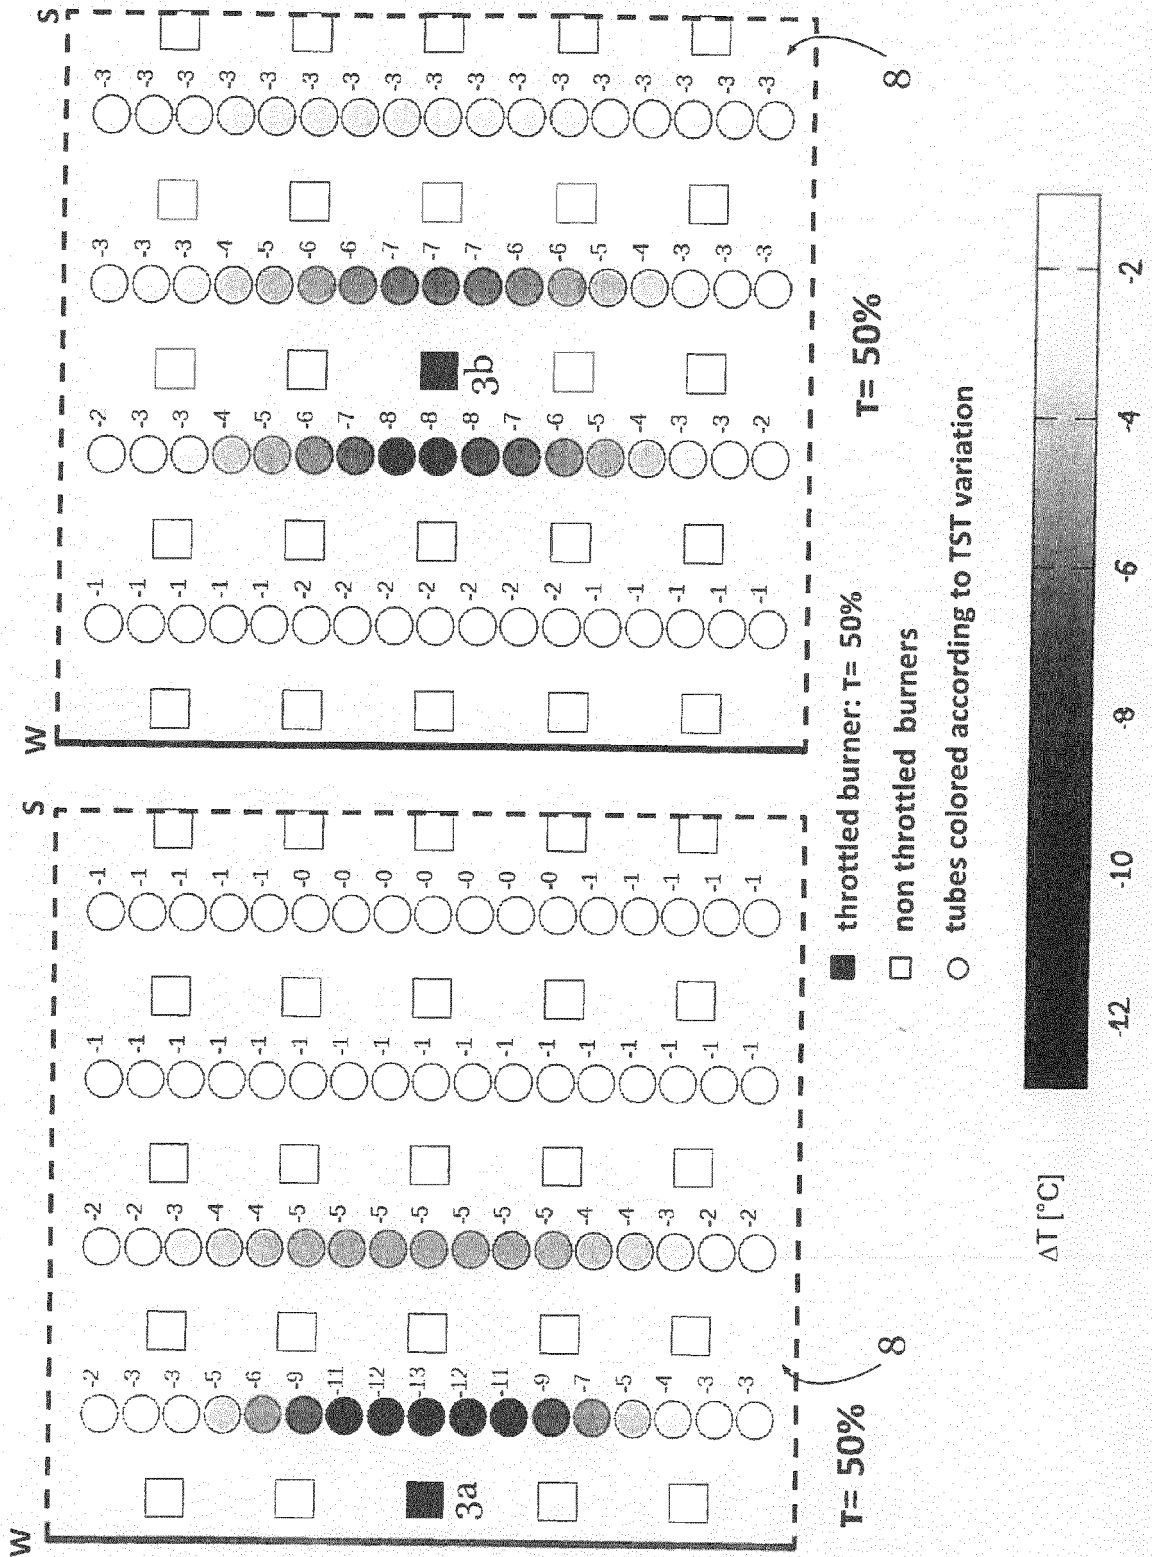 W S W S
-2 -2 -1 -1 -1 -2 -3 -3
-3 -2 -1 -1 -1 -3 -3 -3
-3 -3 -1 -1 -1 -3 -3 -3
-5 -4 -1 -1 -1 -4 -4 -3
-6 -4 -1 -1 -1 -5 -5 -3
-9 -5 -1 -0 -2 -6 -6 -3
-11 -5 -1 -0 -2 -7 -6 -3
-12 -5 -1 -0 -2 -8 -7 -3
-13 -5 -1 -0 -2 -8 -7 -3
3a 3b
-12 -5 -1 -0 -2 -8 -7 -3
-11 -5 -1 -0 -2 -7 -6 -3
-9 -5 -1 -0 -2 -6 -6 -3
-7 -4 -1 -1 -1 -5 -5 -3
-5 -4 -1 -1 -1 -4 -4 -3
-4 -3 -1 -1 -1 -3 -3 -3
-3 -2 -1 -1 -1 -3 -3 -3
-3 -2 -1 -1 -1 -2 -3 -3
T= 50% 8 T= 50% 8
throttled burner: T= 50%
non throttled burners
tubes colored according to TST variation
ΔT [°C]
-12 -10 -8 -6 -4 -2